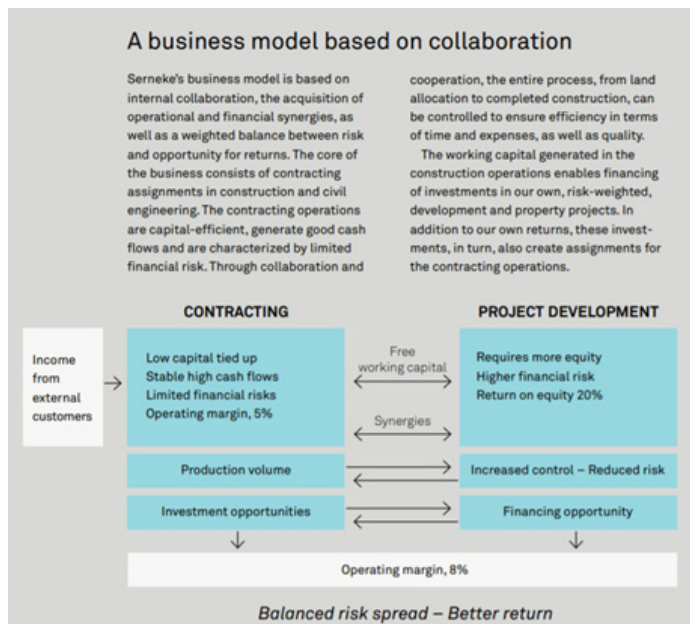 A business model based on collaboration
Serneke's business model is based on
internal collaboration, the acquisition of
operational and financial synergies, as
well as a weighted balance between risk
and opportunity for returns. The core of
the business consists of contracting
assignments in construction and civil
engineering. The contracting operations
are capital-efficient, generate good cash
flows and are characterized by limited
financial risk. Through collaboration and
cooperation, the entire process, from land
allocation to completed construction, can
be controlled to ensure efficiency in terms
of time and expenses, as well as quality.
The working capital generated in the
construction operations enables financing
of investments in our own, risk-weighted,
development and property projects. In
addition to our own returns, these invest-
ments, in turn, also create assignments for
the contracting operations.
CONTRACTING
PROJECT DEVELOPMENT
Income
from
external
customers
Low capital tied up
Stable high cash flows
Limited financial risks
Operating margin, 5%
Free
working capital
Synergies
Requires more equity
Higher financial risk
Return on equity 20%
Production volume
Increased control – Reduced risk
Investment opportunities
Financing opportunity
Operating margin, 8%
Balanced risk spread – Better return